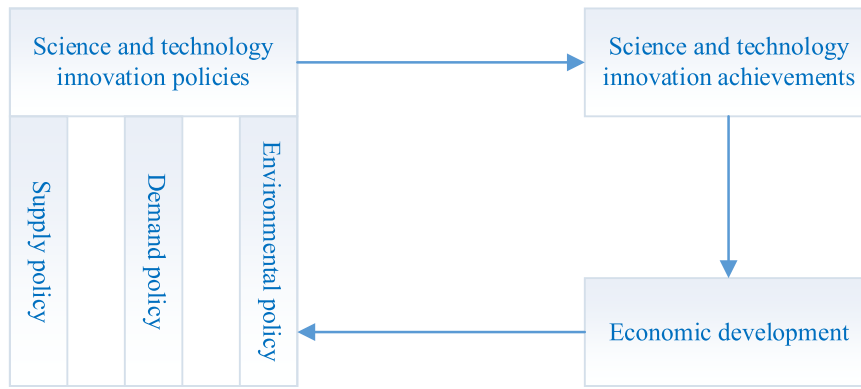 Science and technology
innovation policies
Science and technology
innovation achievements
Supply policy
Demand policy
Environmental policy
Economic development